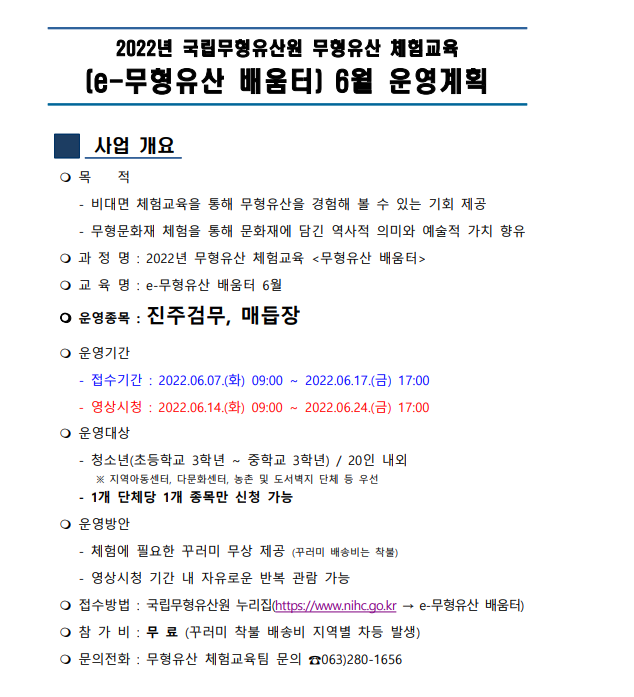 2022년 국립무형유산원 무형유산 체험교육
(e-무형유산 배움터) 6월 운영계획
사업 개요
❍ 목 적
- 비대면 체험교육을 통해 무형유산을 경험해 볼 수 있는 기회 제공
- 무형문화재 체험을 통해 문화재에 담긴 역사적 의미와 예술적 가치 향유
❍ 과 정 명 : 2022년 무형유산 체험교육 <무형유산 배움터>
❍ 교 육 명 : e-무형유산 배움터 6월
❍ 운영종목 : 진주검무, 매듭장
❍ 운영기간
- 접수기간 : 2022.06.07.(화) 09:00 ~ 2022.06.17.(금) 17:00
- 영상시청 : 2022.06.14.(화) 09:00 ~ 2022.06.24.(금) 17:00
❍ 운영대상
- 청소년(초등학교 3학년 ~ 중학교 3학년) / 20인 내외
※ 지역아동센터, 다문화센터, 농촌 및 도서벽지 단체 등 우선
- 1개 단체당 1개 종목만 신청 가능
❍ 운영방안
- 체험에 필요한 꾸러미 무상 제공 (꾸러미 배송비는 착불)
- 영상시청 기간 내 자유로운 반복 관람 가능
❍ 접수방법 : 국립무형유산원 누리집(https://www.nihc.go.kr → e-무형유산 배움터)
❍ 참 가 비 : 무 료 (꾸러미 착불 배송비 지역별 차등 발생)
❍ 문의전화 : 무형유산 체험교육팀 문의 ☎063)280-1656